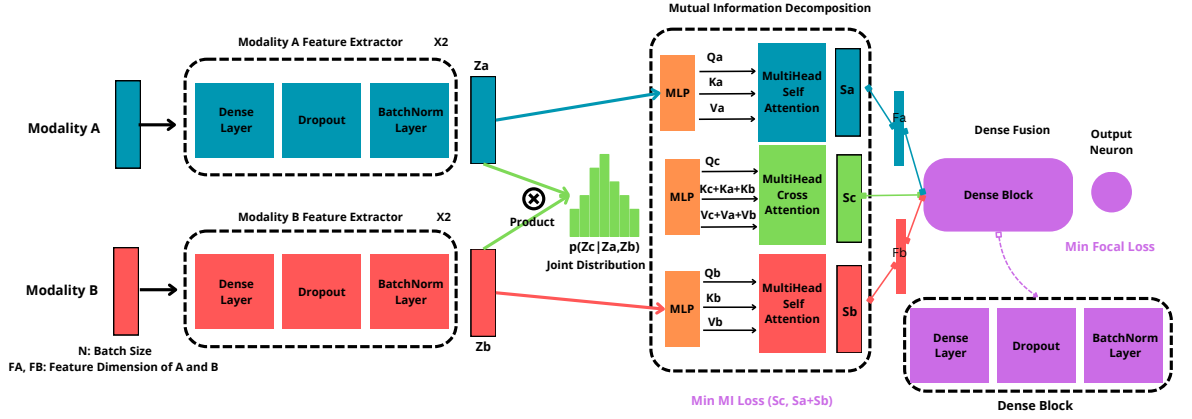 Mutual Information Decomposition
Modality A Feature Extractor X2
Za
Modality A
Dense
Layer
Dropout
BatchNorm
Layer
MLP
Qa
Ka
Va
MultiHead
Self
Attention
Sa
Fa
Product
p(Zc|Za,Zb)
Joint Distribution
MLP
Qc
Kc+Ka+Kb
Vc+Va+Vb
MultiHead
Cross
Attention
Sc
Dense Fusion
Dense Block
Output
Neuron
Min Focal Loss
Modality B Feature Extractor X2
Modality B
Dense
Layer
Dropout
BatchNorm
Layer
Zb
MLP
Qb
Kb
Vb
MultiHead
Self
Attention
Sb
Fb
N: Batch Size
FA, FB: Feature Dimension of A and B
Min MI Loss (Sc, Sa+Sb)
Dense
Layer
Dropout
BatchNorm
Layer
Dense Block